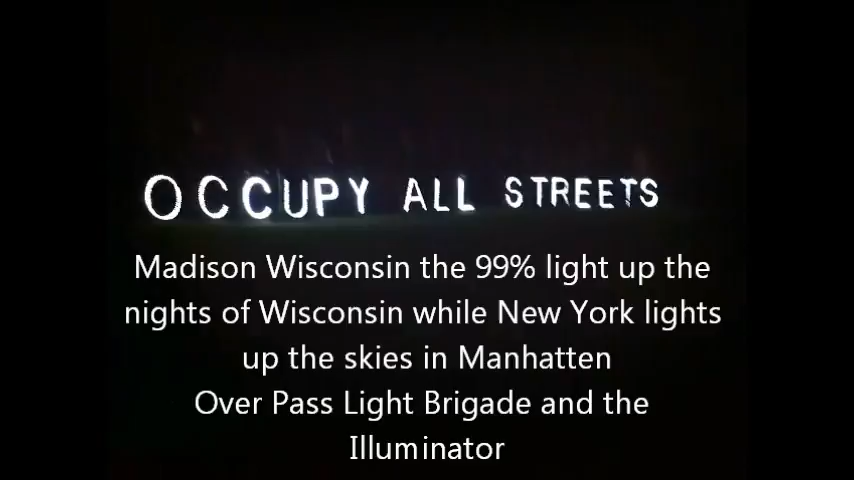 OCCUPY ALL STREETS
Madison Wisconsin the 99% light up the
nights of Wisconsin while New York lights
up the skies in Manhatten
Over Pass Light Brigade and the
Illuminator